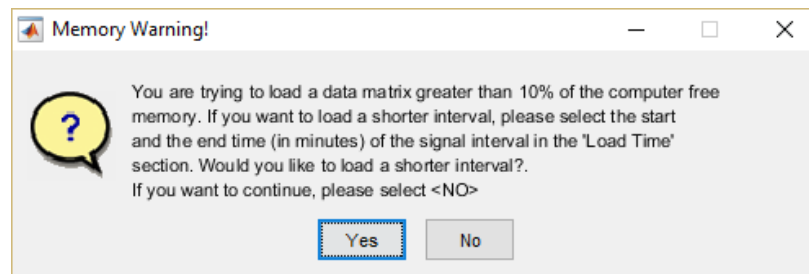 Memory Warning!
You are trying to load a data matrix greater than 10% of the computer free
memory. If you want to load a shorter interval, please select the start
and the end time (in minutes) of the signal interval in the 'Load Time'
section. Would you like to load a shorter interval?.
If you want to continue, please select <NO>
Yes No